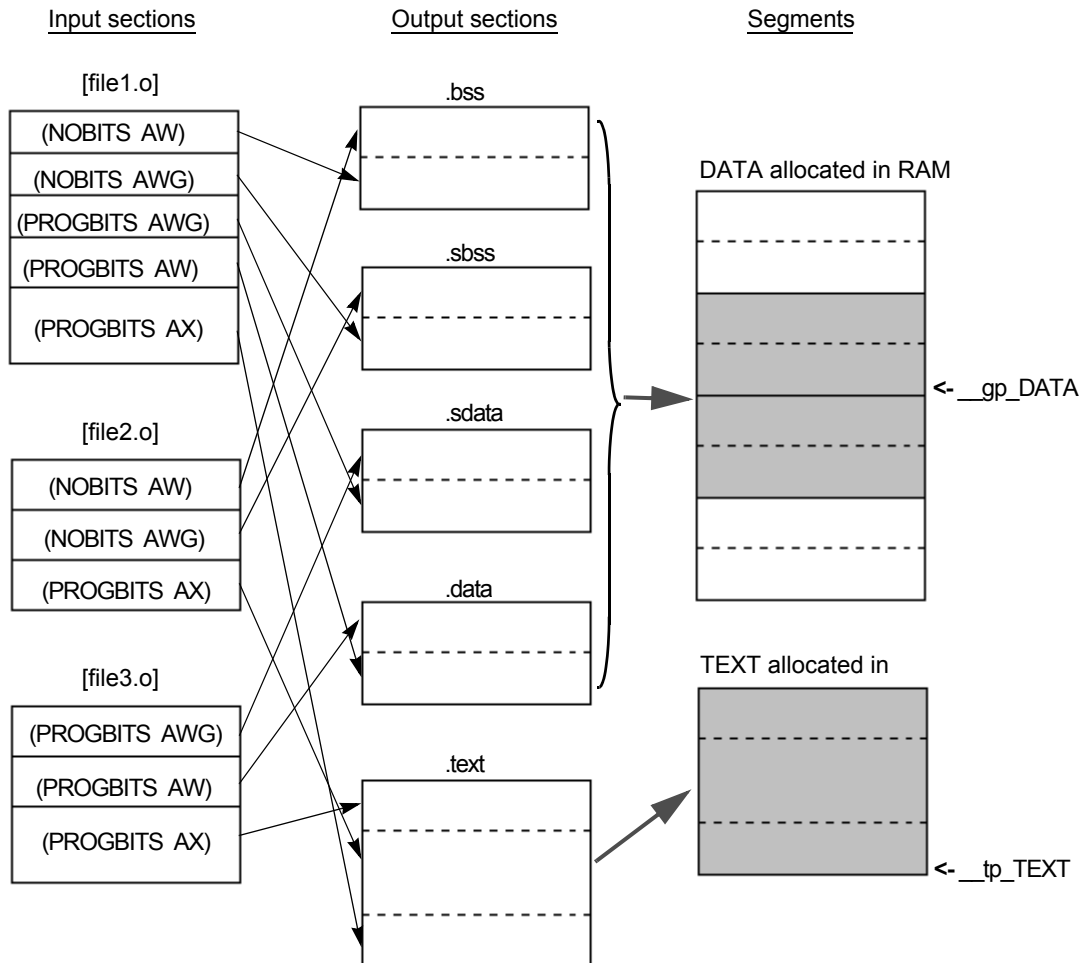 Input sections
Output sections
Segments
[file1.o]
(NOBITS AW)
(NOBITS AWG)
(PROGBITS AWG)
(PROGBITS AW)
(PROGBITS AX)
[file2.o]
(NOBITS AW)
(NOBITS AWG)
(PROGBITS AX)
[file3.o]
(PROGBITS AWG)
(PROGBITS AW)
(PROGBITS AX)
.bss
.sbss
.sdata
.data
.text
DATA allocated in RAM
<- __gp_DATA
TEXT allocated in
<- __tp_TEXT